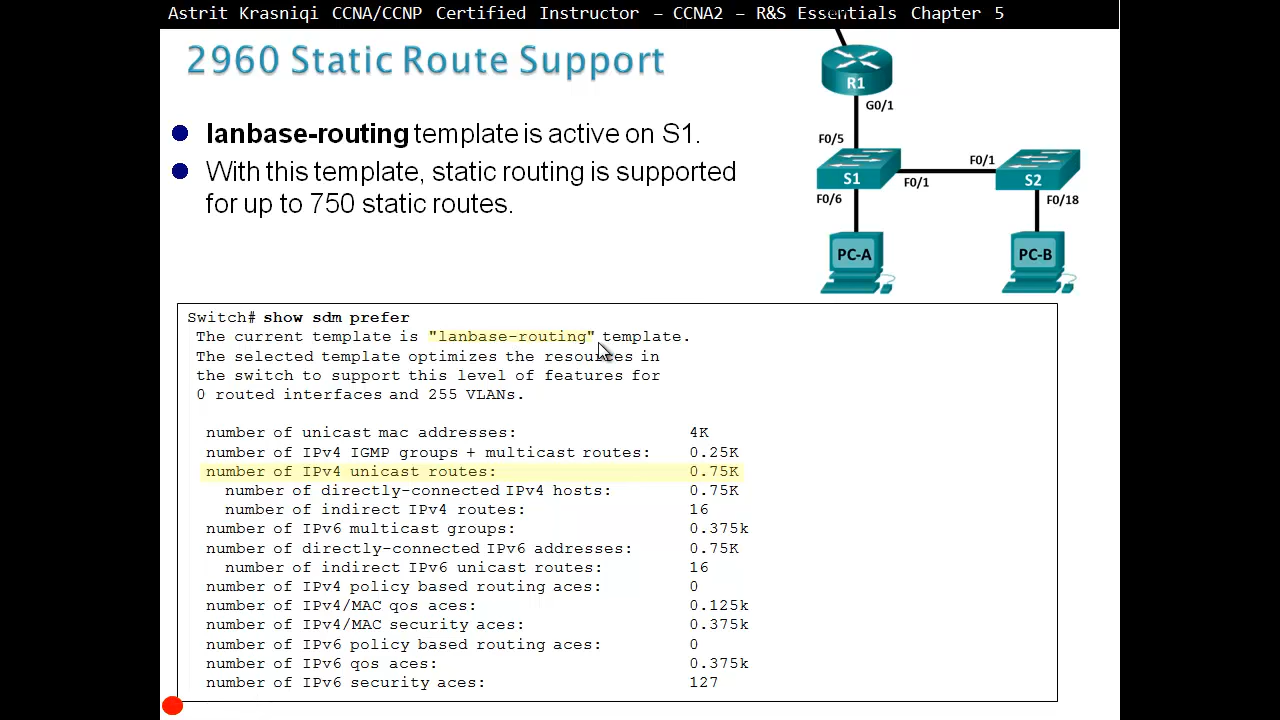 Astrit Krasniqi CCNA/CCNP Certified Instructor – CCNA2 – R&S Essentials Chapter 5
2960 Static Route Support
lanbase-routing template is active on S1.
With this template, static routing is supported
for up to 750 static routes.
R1
G0/1
F0/5
S1
F0/1
F0/1
S2
F0/6
F0/18
PC-A
PC-B
Switch# show sdm prefer
The current template is "lanbase-routing" template.
The selected template optimizes the resources in
the switch to support this level of features for
0 routed interfaces and 255 VLANs.
number of unicast mac addresses: 4K
number of IPv4 IGMP groups + multicast routes: 0.25K
number of IPv4 unicast routes: 0.75K
number of directly-connected IPv4 hosts: 0.75K
number of indirect IPv4 routes: 16
number of IPv6 multicast groups: 0.375k
number of directly-connected IPv6 addresses: 0.75K
number of indirect IPv6 unicast routes: 16
number of IPv4 policy based routing aces: 0
number of IPv4/MAC qos aces: 0.125k
number of IPv4/MAC security aces: 0.375k
number of IPv6 policy based routing aces: 0
number of IPv6 qos aces: 0.375k
number of IPv6 security aces: 127